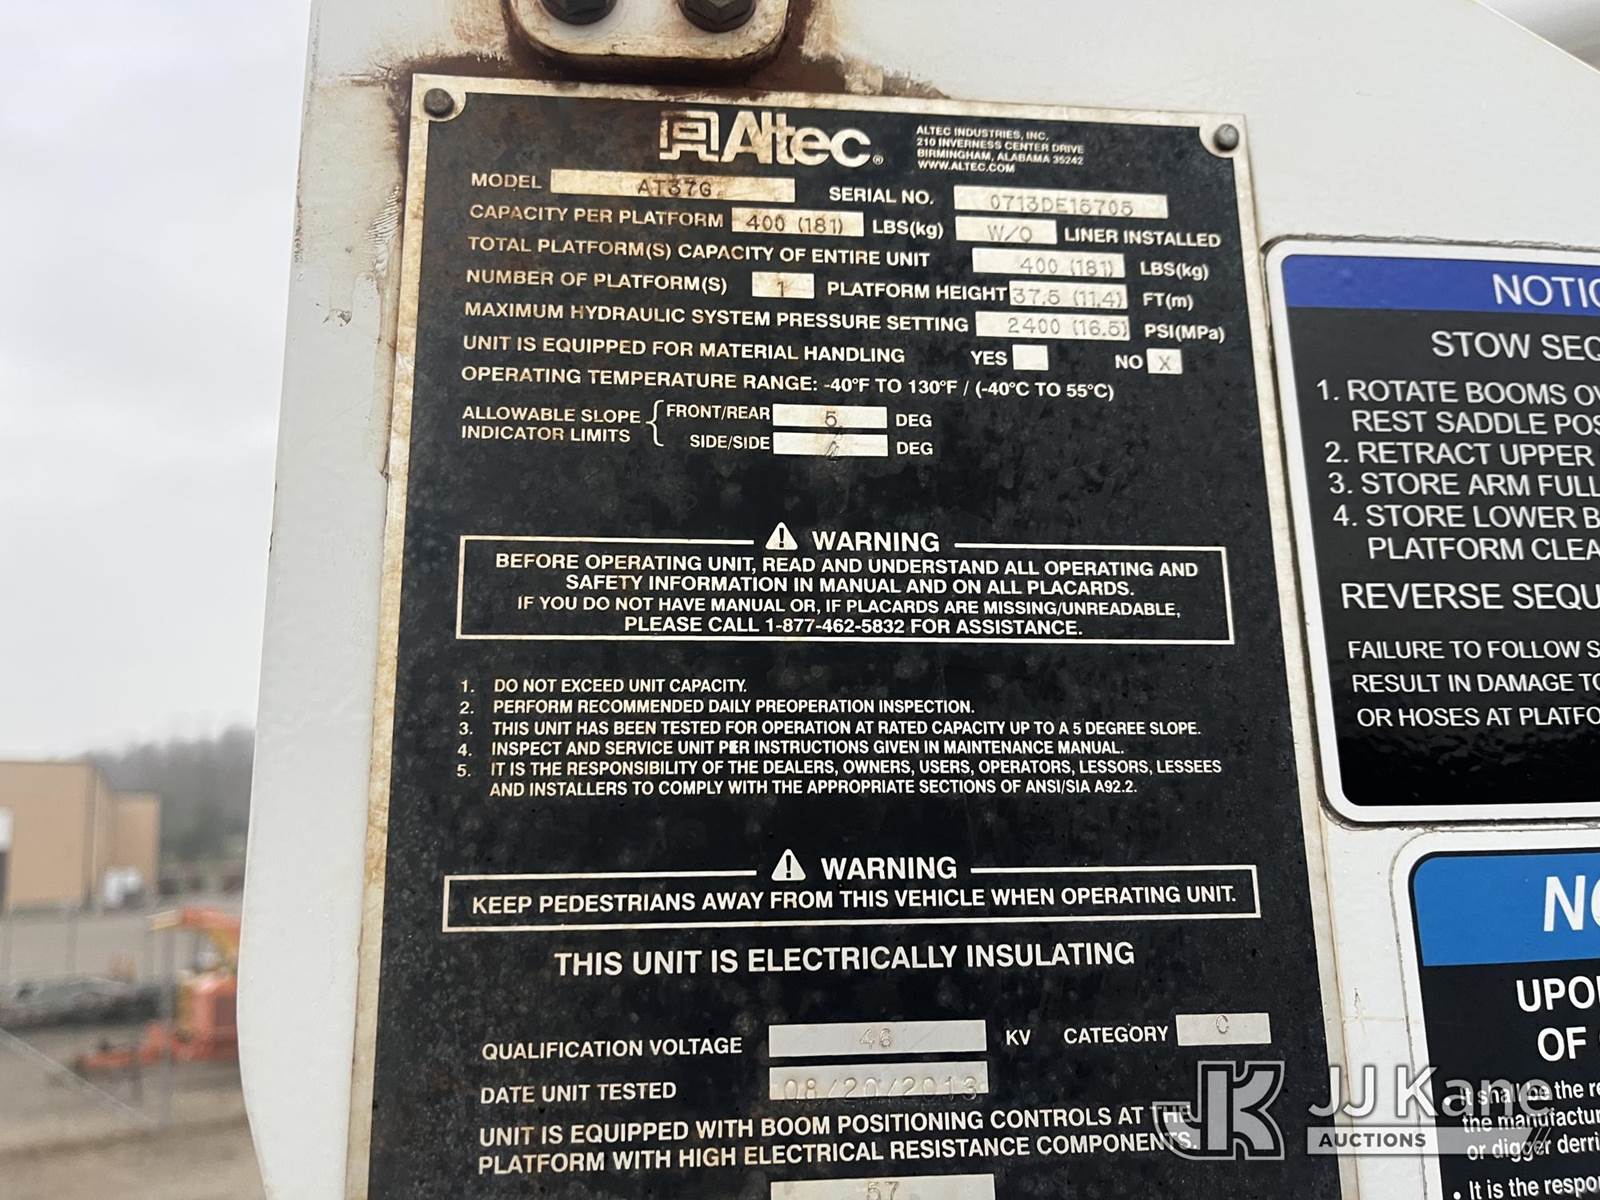 Altec®
ALTEC INDUSTRIES, INC.
210 INVERNESS CENTER DRIVE
BIRMINGHAM, ALABAMA 35242
WWW.ALTEC.COM
MODEL AT37G SERIAL NO. 0713DE15705
CAPACITY PER PLATFORM 400 (181) LBS(kg) W/O LINER INSTALLED
TOTAL PLATFORM(S) CAPACITY OF ENTIRE UNIT 400 (181) LBS(kg)
NUMBER OF PLATFORM(S) 1 PLATFORM HEIGHT 37.5 (11.4) FT(m)
MAXIMUM HYDRAULIC SYSTEM PRESSURE SETTING 2400 (16.5) PSI(MPa)
UNIT IS EQUIPPED FOR MATERIAL HANDLING YES NO X
OPERATING TEMPERATURE RANGE: -40°F TO 130°F / (-40°C TO 55°C)
ALLOWABLE SLOPE INDICATOR LIMITS { FRONT/REAR 5 DEG
SIDE/SIDE DEG
⚠ WARNING
BEFORE OPERATING UNIT, READ AND UNDERSTAND ALL OPERATING AND
SAFETY INFORMATION IN MANUAL AND ON ALL PLACARDS.
IF YOU DO NOT HAVE MANUAL OR, IF PLACARDS ARE MISSING/UNREADABLE,
PLEASE CALL 1-877-462-5832 FOR ASSISTANCE.
1. DO NOT EXCEED UNIT CAPACITY.
2. PERFORM RECOMMENDED DAILY PREOPERATION INSPECTION.
3. THIS UNIT HAS BEEN TESTED FOR OPERATION AT RATED CAPACITY UP TO A 5 DEGREE SLOPE.
4. INSPECT AND SERVICE UNIT PER INSTRUCTIONS GIVEN IN MAINTENANCE MANUAL.
5. IT IS THE RESPONSIBILITY OF THE DEALERS, OWNERS, USERS, OPERATORS, LESSORS, LESSEES
AND INSTALLERS TO COMPLY WITH THE APPROPRIATE SECTIONS OF ANSI/SIA A92.2.
⚠ WARNING
KEEP PEDESTRIANS AWAY FROM THIS VEHICLE WHEN OPERATING UNIT.
THIS UNIT IS ELECTRICALLY INSULATING
QUALIFICATION VOLTAGE 46 KV CATEGORY C
DATE UNIT TESTED 08/20/2013
UNIT IS EQUIPPED WITH BOOM POSITIONING CONTROLS AT THE
PLATFORM WITH HIGH ELECTRICAL RESISTANCE COMPONENTS.
57
NOTIC
STOW SEQ
1. ROTATE BOOMS OV
REST SADDLE POS
2. RETRACT UPPER
3. STORE ARM FULL
4. STORE LOWER B
PLATFORM CLEA
REVERSE SEQU
FAILURE TO FOLLOW S
RESULT IN DAMAGE TO
OR HOSES AT PLATFO
NO
UPO
OF
• It shall be the re
the manufactur
or digger derri
• It is the respo
JK JJ Kane
AUCTIONS